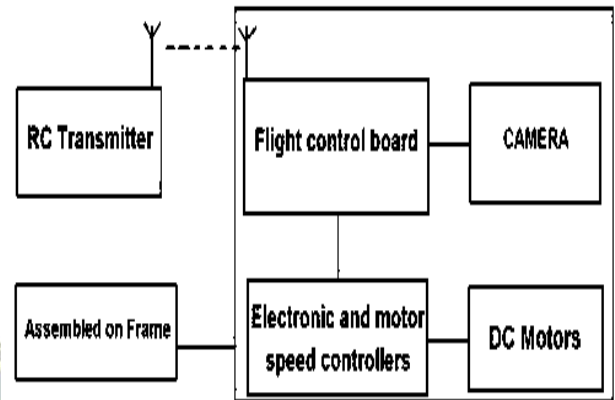 RC Transmitter
Flight control board
CAMERA
Assembled on Frame
Electronic and motor
speed controllers
DC Motors